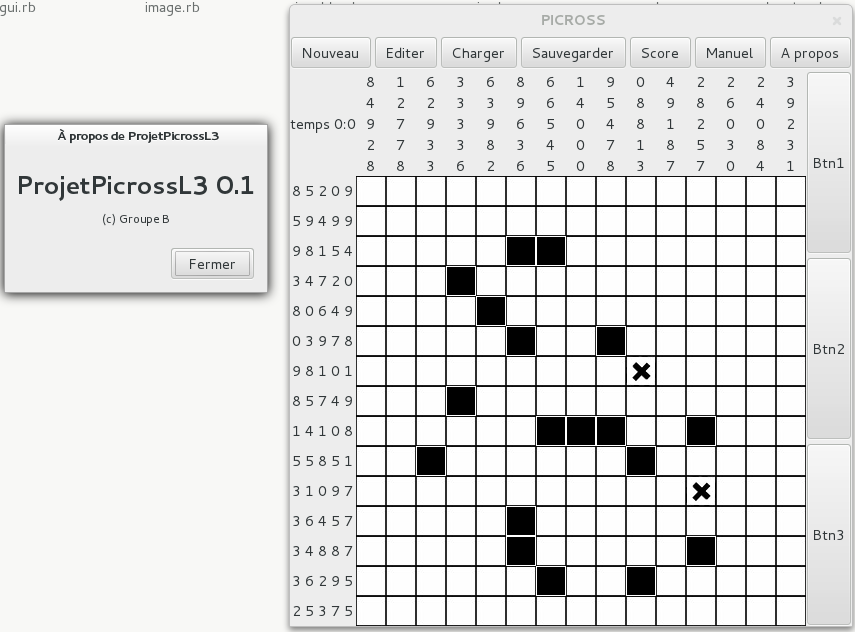 gui.rb
image.rb
PICROSS
Nouveau Editer Charger Sauvegarder Score Manuel A propos
8 1 6 3 6 8 6 1 9 0 4 2 2 2 3
4 2 2 3 3 9 6 4 5 8 9 8 6 4 9
temps 0:0 9 7 9 3 9 6 5 0 4 8 1 2 0 0 2
2 7 3 3 8 6 4 0 7 1 8 5 3 8 3
8 8 3 6 2 6 5 0 8 3 7 7 0 4 1
8 5 2 0 9
5 9 4 9 9
9 8 1 5 4
3 4 7 2 0
8 0 6 4 9
0 3 9 7 8
9 8 1 0 1
8 5 7 4 9
1 4 1 0 8
5 5 8 5 1
3 1 0 9 7
3 6 4 5 7
3 4 8 8 7
3 6 2 9 5
2 5 3 7 5
Btn1
Btn2
Btn3
À propos de ProjetPicrossL3
ProjetPicrossL3 0.1
(c) Groupe B
Fermer